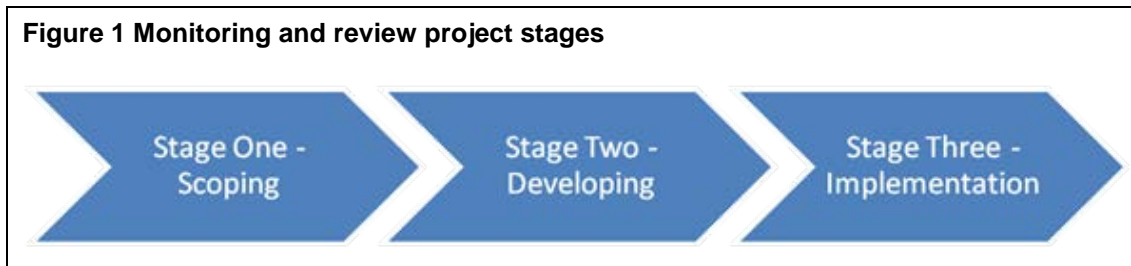 Figure 1 Monitoring and review project stages
Stage One -
Scoping
Stage Two -
Developing
Stage Three -
Implementation